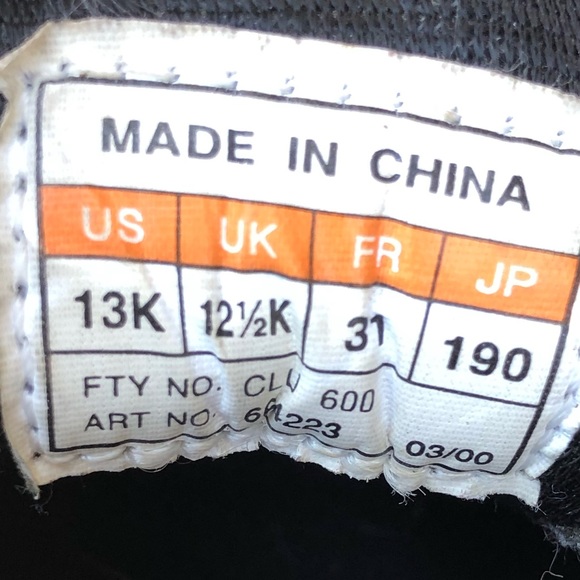 MADE IN CHINA
US UK FR JP
13K 12½K 31 190
FTY NO. 600
ART NO. 03/00